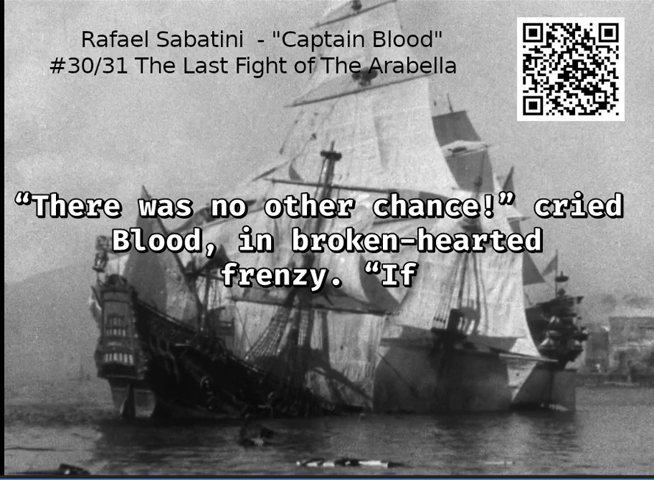 Rafael Sabatini - "Captain Blood"
#30/31 The Last Fight of The Arabella
“There was no other chance!” cried
Blood, in broken-hearted
frenzy. “If